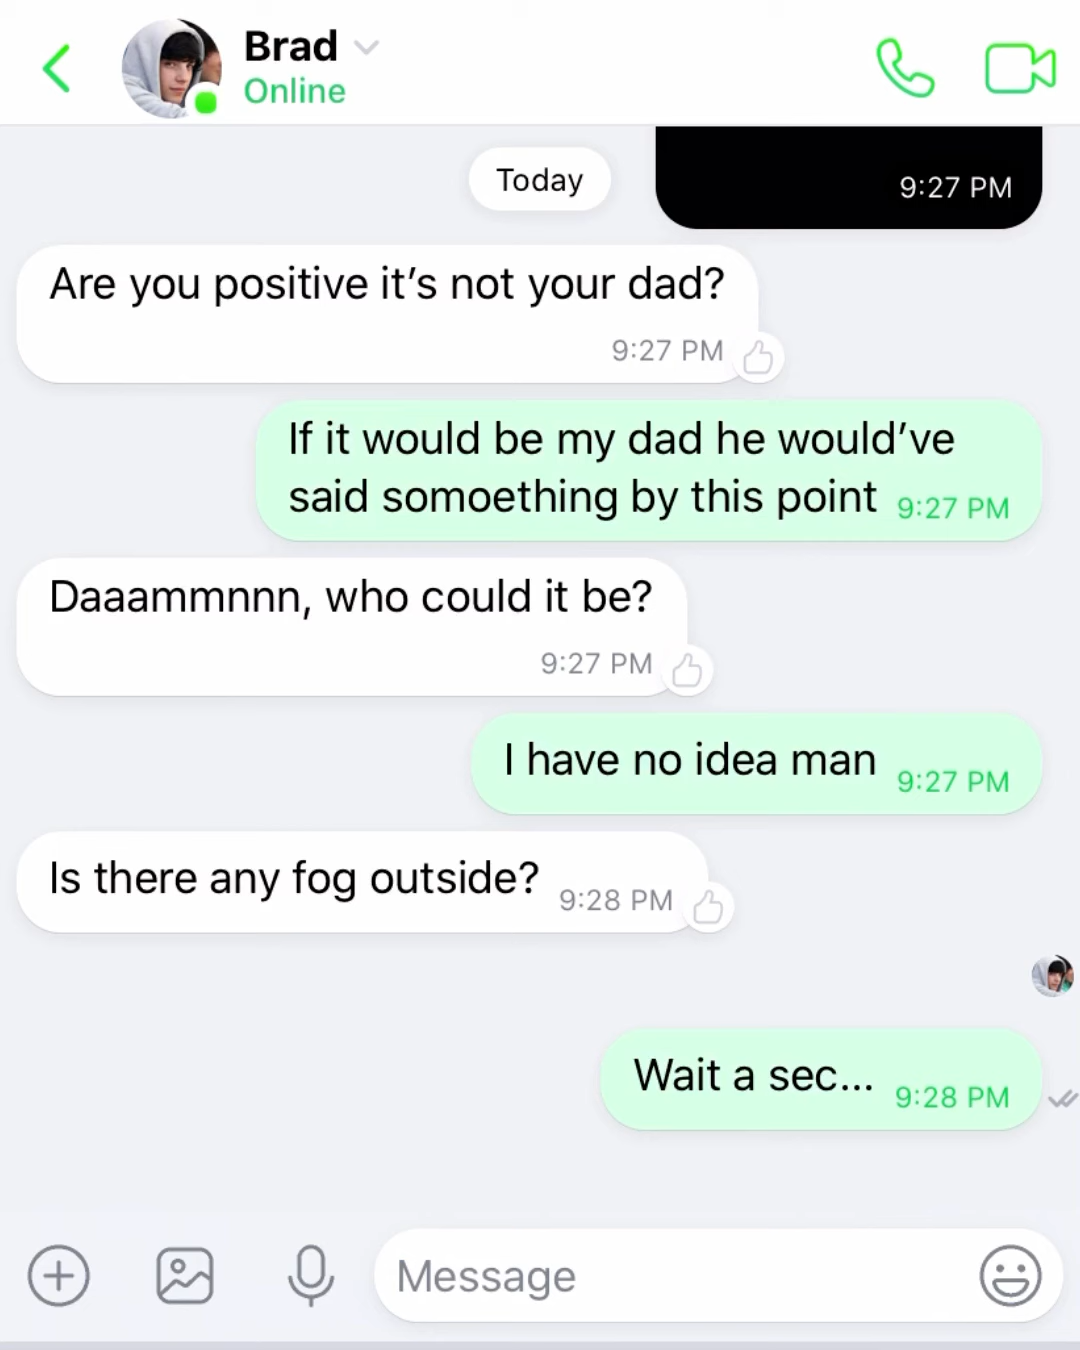 Brad
Online
Today
9:27 PM
Are you positive it’s not your dad?
9:27 PM
If it would be my dad he would’ve
said somoething by this point 9:27 PM
Daaammnnn, who could it be?
9:27 PM
I have no idea man 9:27 PM
Is there any fog outside? 9:28 PM
Wait a sec... 9:28 PM
Message